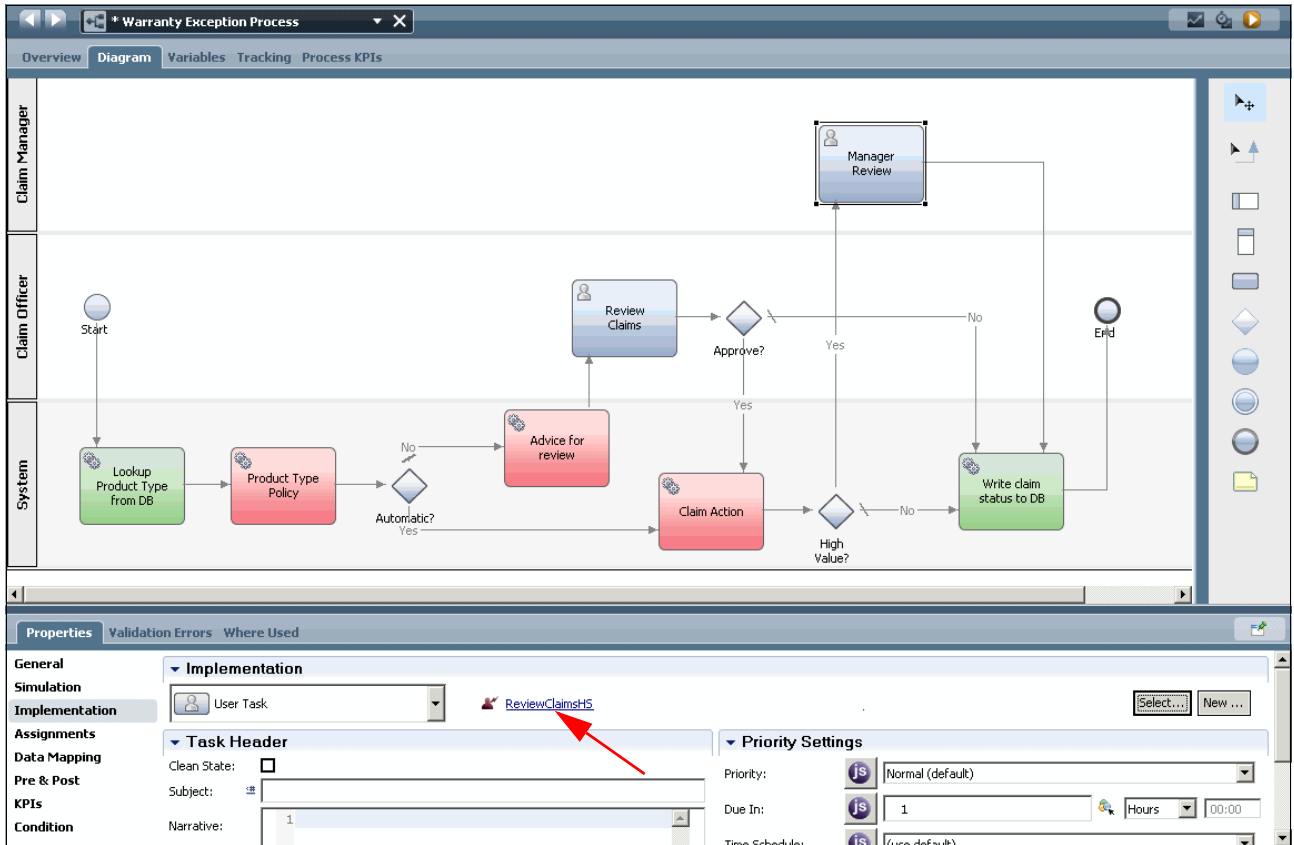 * Warranty Exception Process
Overview Diagram Variables Tracking Process KPIs
Claim Manager
Manager
Review
Claim Officer
Start
Review
Claims
Approve?
No
Yes
End
System
Lookup
Product Type
from DB
Product Type
Policy
No
Automatic?
Yes
Advice for
review
Yes
Claim Action
High
Value?
No
Write claim
status to DB
Properties Validation Errors Where Used
General
Simulation
Implementation
Assignments
Data Mapping
Pre & Post
KPIs
Condition
Implementation
User Task
ReviewClaimsHS
Select... New ...
Task Header
Clean State:
Subject:
Narrative:
1
Priority Settings
Priority: js Normal (default)
Due In: js 1 Hours 00:00
Time Schedule: js (use default)